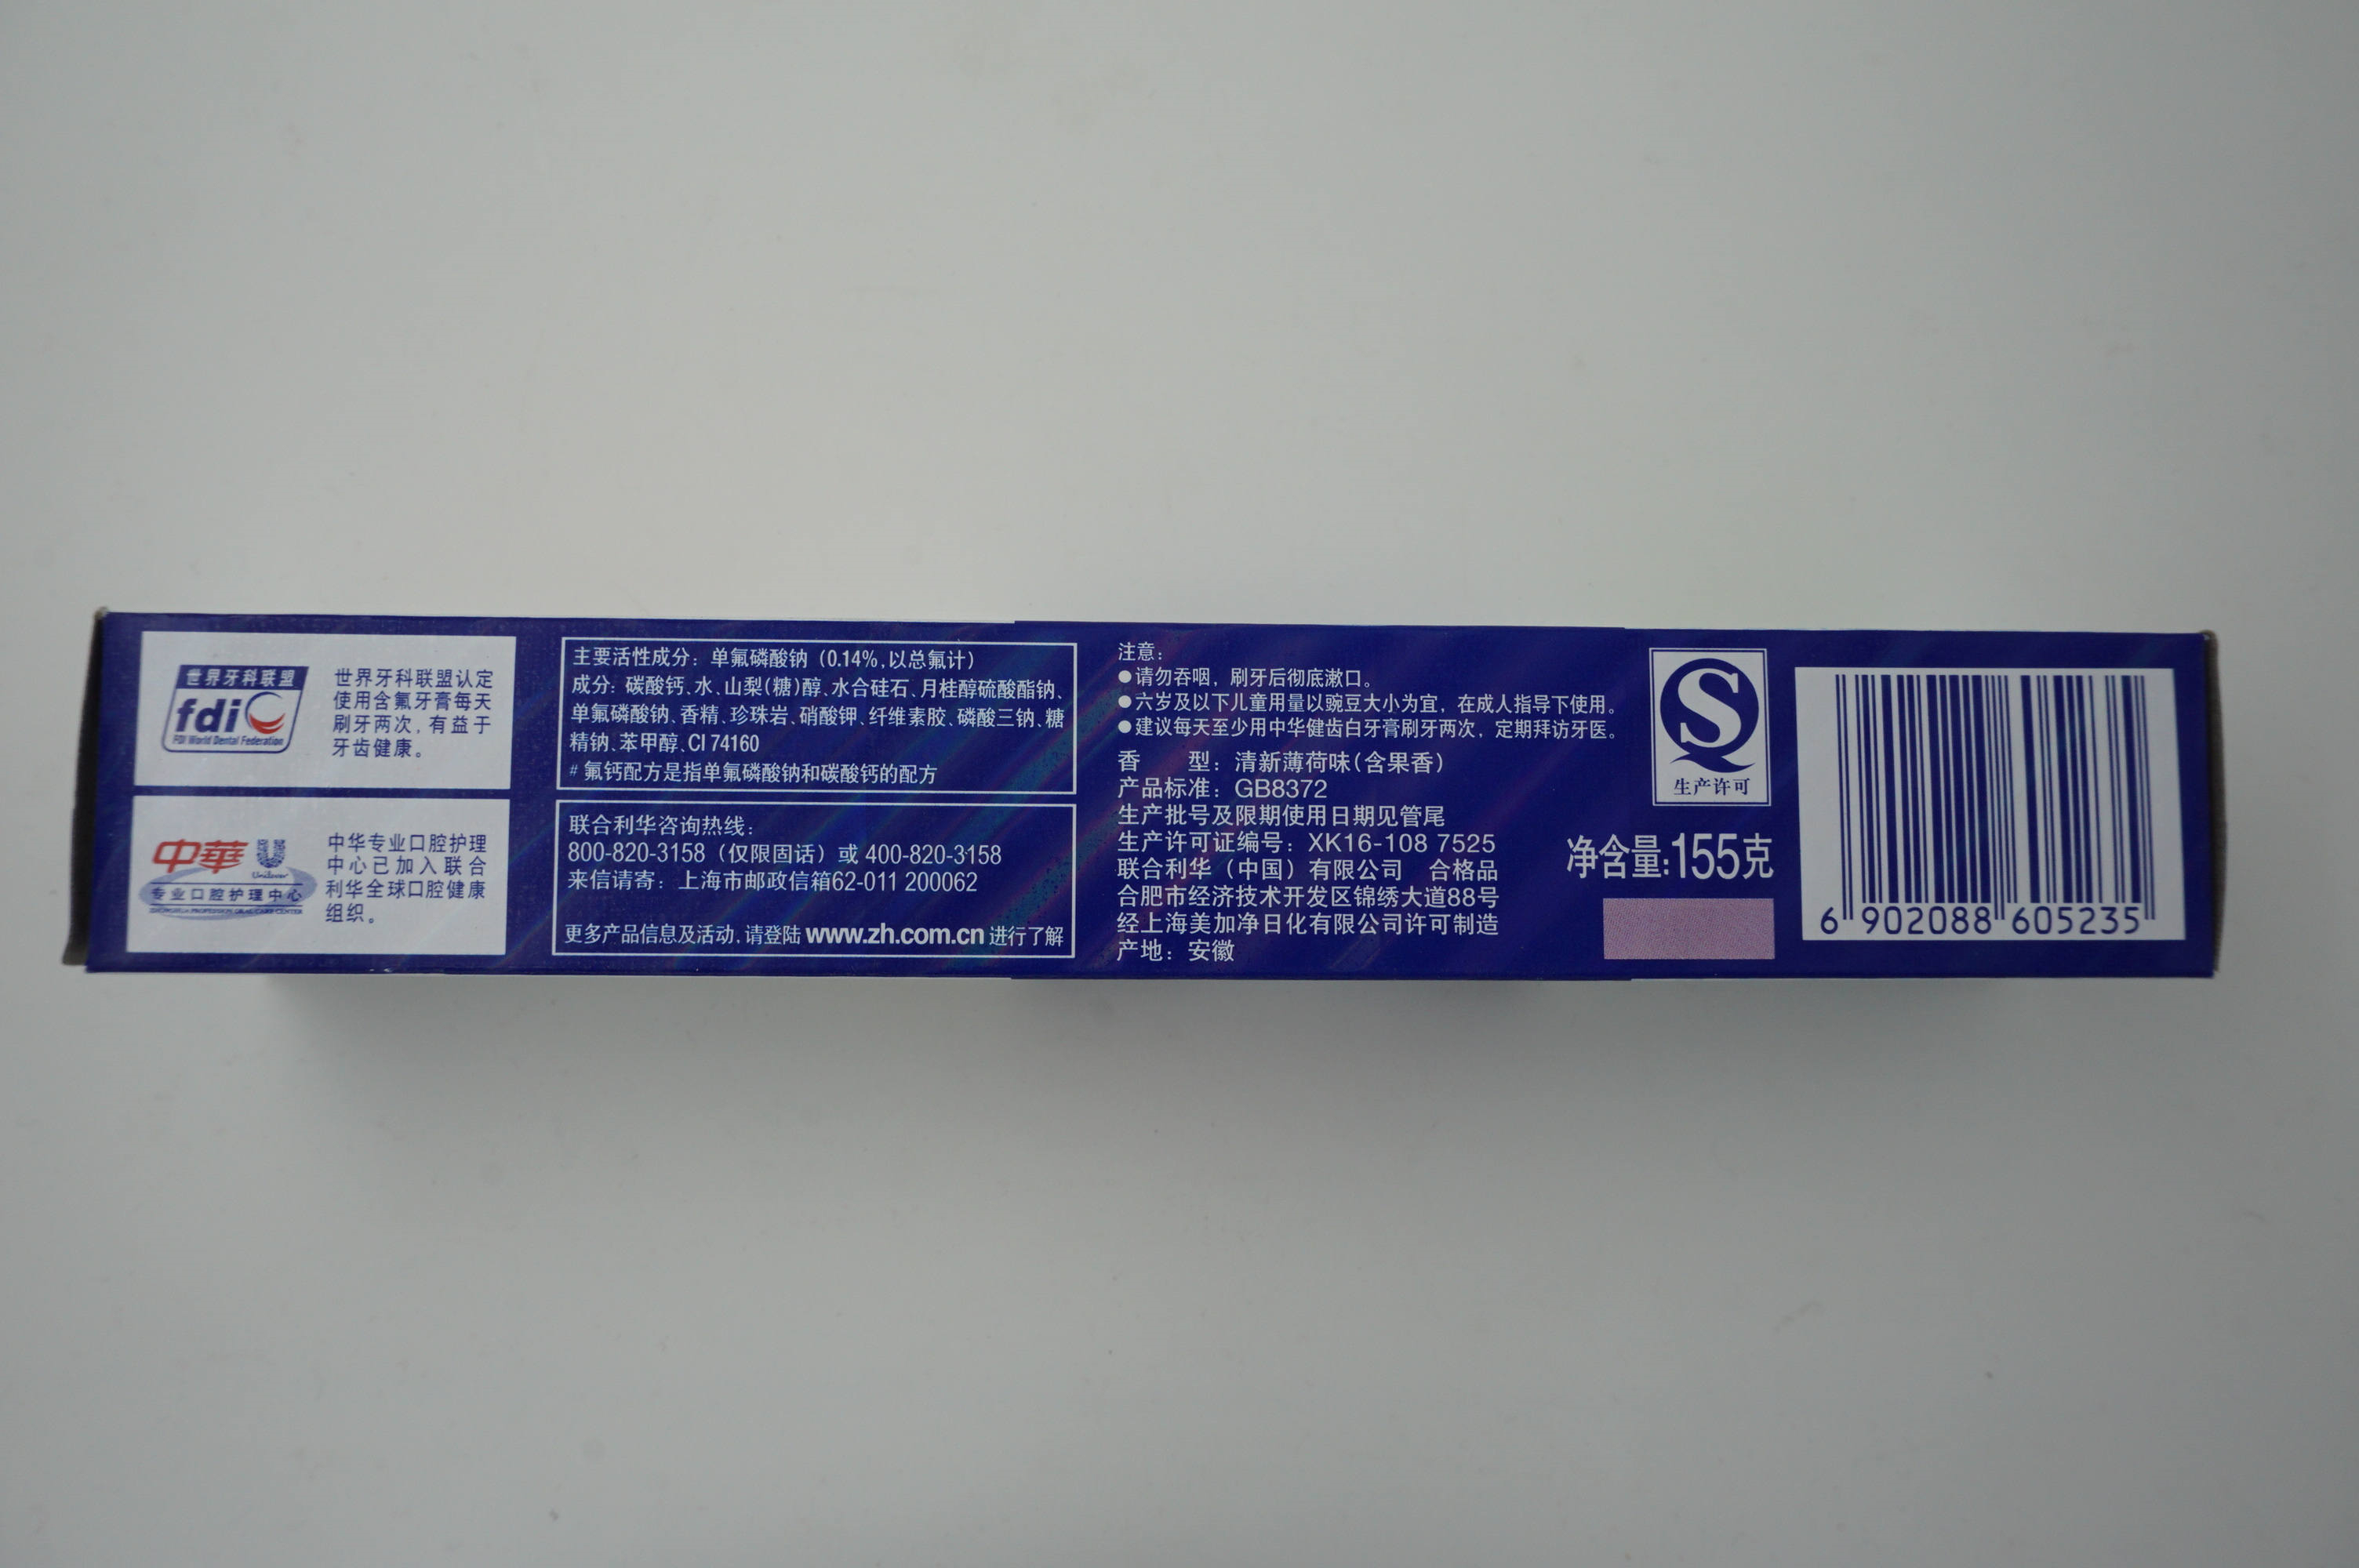 世界牙科联盟
fdi
FDI World Dental Federation
世界牙科联盟认定
使用含氟牙膏每天
刷牙两次,有益于
牙齿健康。
中華
Unilever
专业口腔护理中心
ZHONGHUA PROFESSION ORAL CARE CENTER
中华专业口腔护理
中心已加入联合
利华全球口腔健康
组织。
主要活性成分：单氟磷酸钠（0.14%,以总氟计）
成分：碳酸钙、水、山梨(糖)醇、水合硅石、月桂醇硫酸酯钠、
单氟磷酸钠、香精、珍珠岩、硝酸钾、纤维素胶、磷酸三钠、糖
精钠、苯甲醇、CI 74160
# 氟钙配方是指单氟磷酸钠和碳酸钙的配方
联合利华咨询热线：
800-820-3158（仅限固话）或 400-820-3158
来信请寄：上海市邮政信箱62-011 200062
更多产品信息及活动,请登陆 www.zh.com.cn 进行了解
注意：
●请勿吞咽，刷牙后彻底漱口。
●六岁及以下儿童用量以豌豆大小为宜，在成人指导下使用。
●建议每天至少用中华健齿白牙膏刷牙两次，定期拜访牙医。
香 型：清新薄荷味(含果香)
产品标准：GB8372
生产批号及限期使用日期见管尾
生产许可证编号：XK16-108 7525
联合利华（中国）有限公司 合格品
合肥市经济技术开发区锦绣大道88号
经上海美加净日化有限公司许可制造
产地：安徽
生产许可
净含量:155克
6 902088 605235